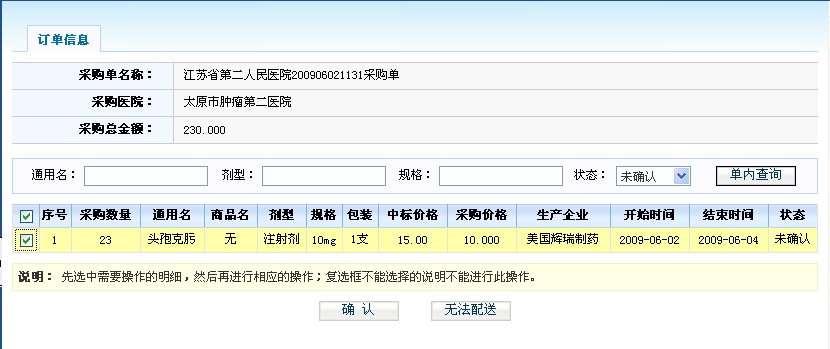 订单信息
采购单名称： 江苏省第二人民医院200906021131采购单
采购医院： 太原市肿瘤第二医院
采购总金额： 230.000
通用名： 剂型： 规格： 状态： 未确认 单内查询
序号 采购数量 通用名 商品名 剂型 规格 包装 中标价格 采购价格 生产企业 开始时间 结束时间 状态
1 23 头孢克肟 无 注射剂 10mg 1支 15.00 10.000 美国辉瑞制药 2009-06-02 2009-06-04 未确认
说明： 先选中需要操作的明细，然后再进行相应的操作；复选框不能选择的说明不能进行此操作。
确 认 无法配送